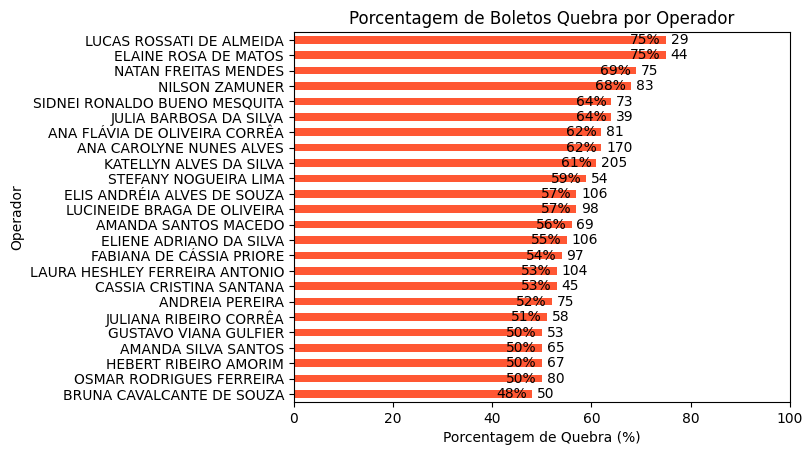 Porcentagem de Boletos Quebra por Operador
LUCAS ROSSATI DE ALMEIDA 75% 29
ELAINE ROSA DE MATOS 75% 44
NATAN FREITAS MENDES 69% 75
NILSON ZAMUNER 68% 83
SIDNEI RONALDO BUENO MESQUITA 64% 73
JULIA BARBOSA DA SILVA 64% 39
ANA FLÁVIA DE OLIVEIRA CORRÊA 62% 81
ANA CAROLYNE NUNES ALVES 62% 170
KATELLYN ALVES DA SILVA 61% 205
STEFANY NOGUEIRA LIMA 59% 54
ELIS ANDRÉIA ALVES DE SOUZA 57% 106
LUCINEIDE BRAGA DE OLIVEIRA 57% 98
AMANDA SANTOS MACEDO 56% 69
ELIENE ADRIANO DA SILVA 55% 106
FABIANA DE CÁSSIA PRIORE 54% 97
LAURA HESHLEY FERREIRA ANTONIO 53% 104
CASSIA CRISTINA SANTANA 53% 45
ANDREIA PEREIRA 52% 75
JULIANA RIBEIRO CORRÊA 51% 58
GUSTAVO VIANA GULFIER 50% 53
AMANDA SILVA SANTOS 50% 65
HEBERT RIBEIRO AMORIM 50% 67
OSMAR RODRIGUES FERREIRA 50% 80
BRUNA CAVALCANTE DE SOUZA 48% 50
Operador
0 20 40 60 80 100
Porcentagem de Quebra (%)